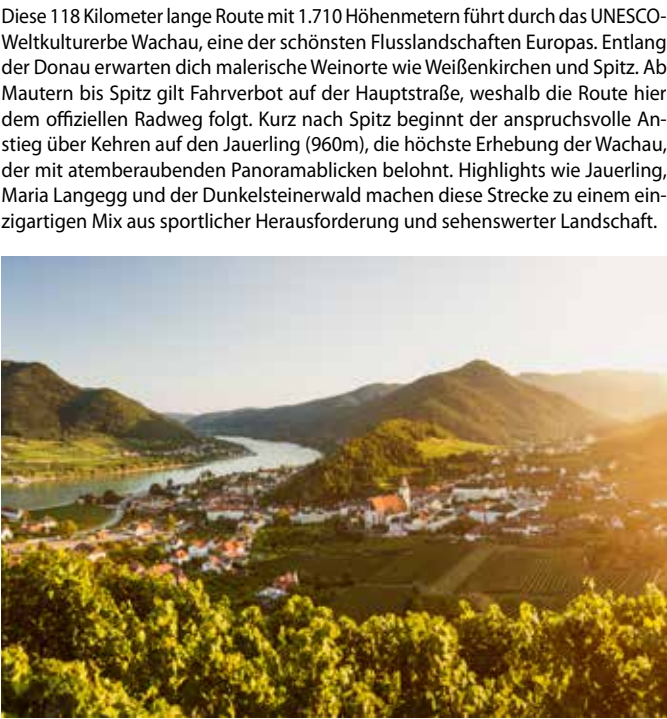 Diese 118 Kilometer lange Route mit 1.710 Höhenmetern führt durch das UNESCO-
Weltkulturerbe Wachau, eine der schönsten Flusslandschaften Europas. Entlang
der Donau erwarten dich malerische Weinorte wie Weißenkirchen und Spitz. Ab
Mautern bis Spitz gilt Fahrverbot auf der Hauptstraße, weshalb die Route hier
dem offiziellen Radweg folgt. Kurz nach Spitz beginnt der anspruchsvolle An-
stieg über Kehren auf den Jauerling (960m), die höchste Erhebung der Wachau,
der mit atemberaubenden Panoramablicken belohnt. Highlights wie Jauerling,
Maria Langegg und der Dunkelsteinerwald machen diese Strecke zu einem ein-
zigartigen Mix aus sportlicher Herausforderung und sehenswerter Landschaft.